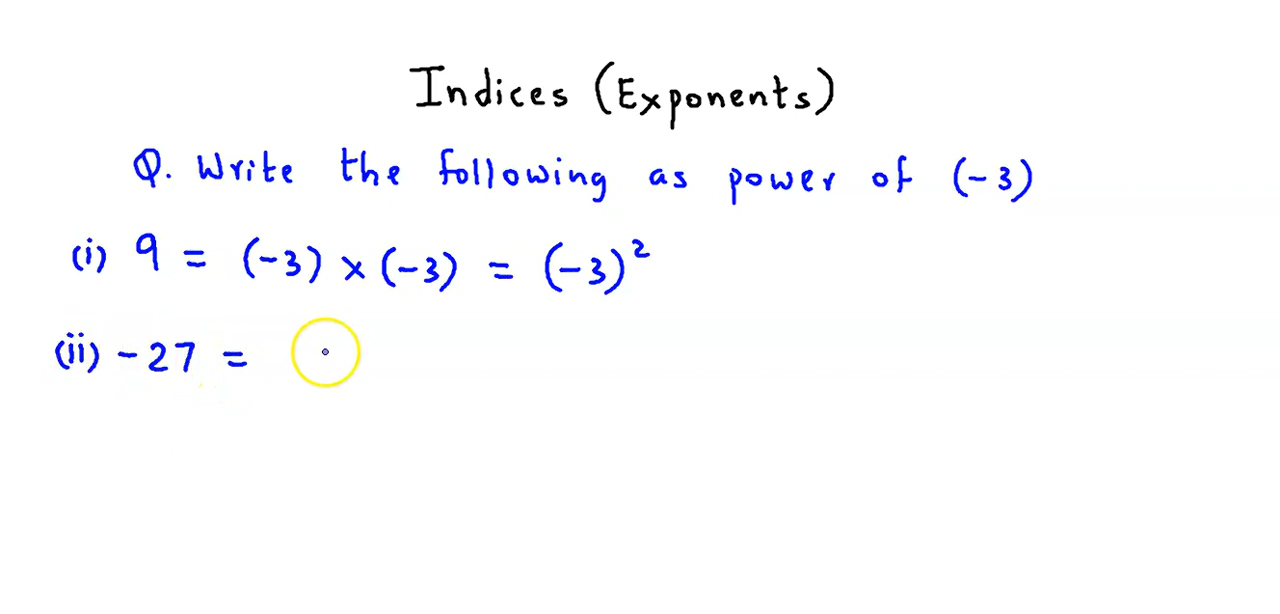 Indices (Exponents)
Q. Write the following as power of (-3)
(i) 9 = (-3) × (-3) = (-3)²
(ii) -27 =